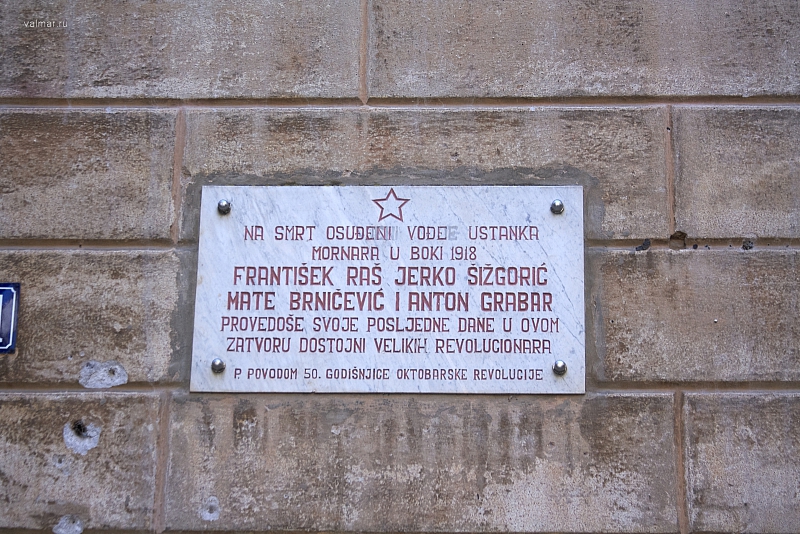 valmar.ru
NA SMRT OSUĐENI VOĐE USTANKA
MORNARA U BOKI 1918
FRANTIŠEK RAŠ JERKO ŠIŽGORIĆ
MATE BRNIČEVIĆ I ANTON GRABAR
PROVEDOŠE SVOJE POSLJEDNE DANE U OVOM
ZATVORU DOSTOJNI VELIKIH REVOLUCIONARA
P. POVODOM 50. GODIŠNJICE OKTOBARSKE REVOLUCIJE